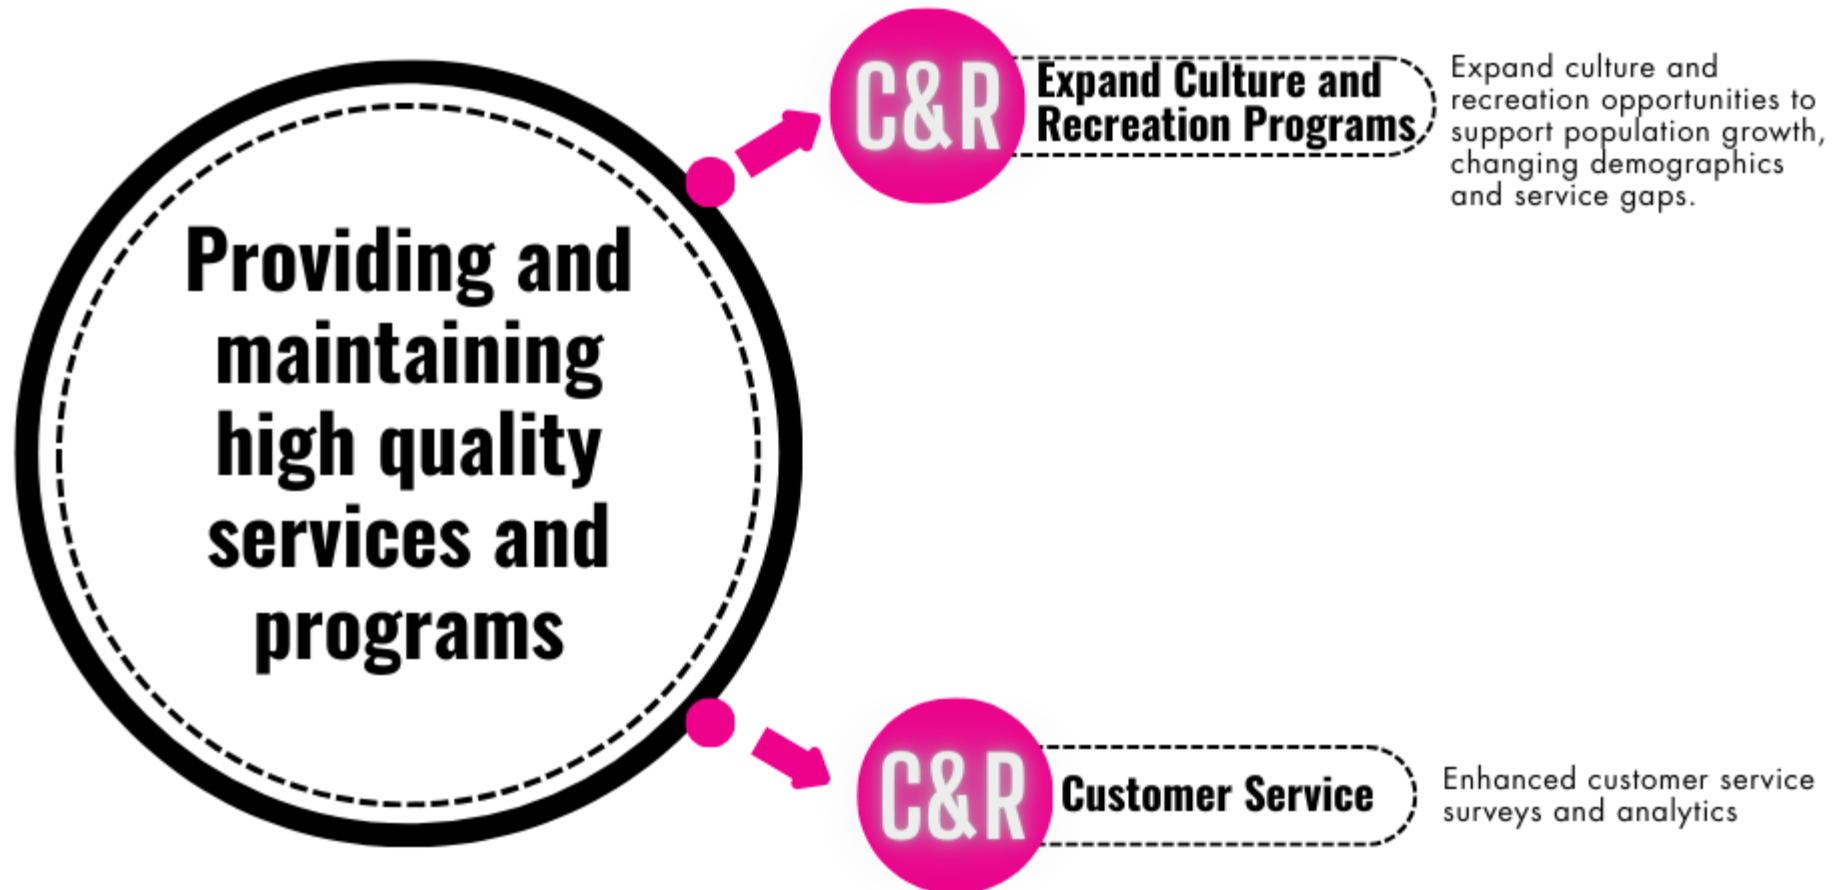 Providing and
maintaining
high quality
services and
programs
C&R
Expand Culture and
Recreation Programs
Expand culture and
recreation opportunities to
support population growth,
changing demographics
and service gaps.
C&R
Customer Service
Enhanced customer service
surveys and analytics